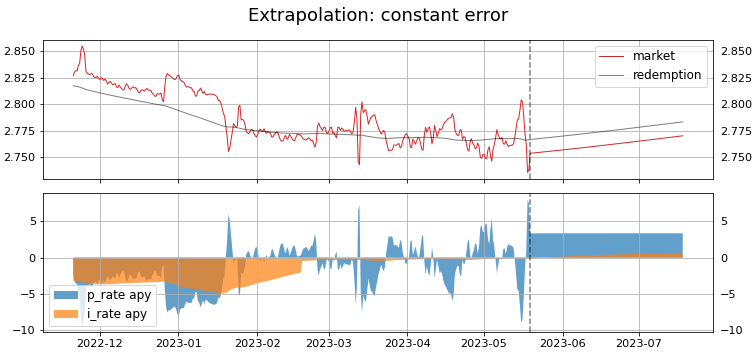 Extrapolation: constant error
2.850 2.850
market
redemption
2.825 2.825
2.800 2.800
2.775 2.775
2.750 2.750
5 5
0 0
−5 −5
p_rate apy
i_rate apy
−10 −10
2022-12 2023-01 2023-02 2023-03 2023-04 2023-05 2023-06 2023-07